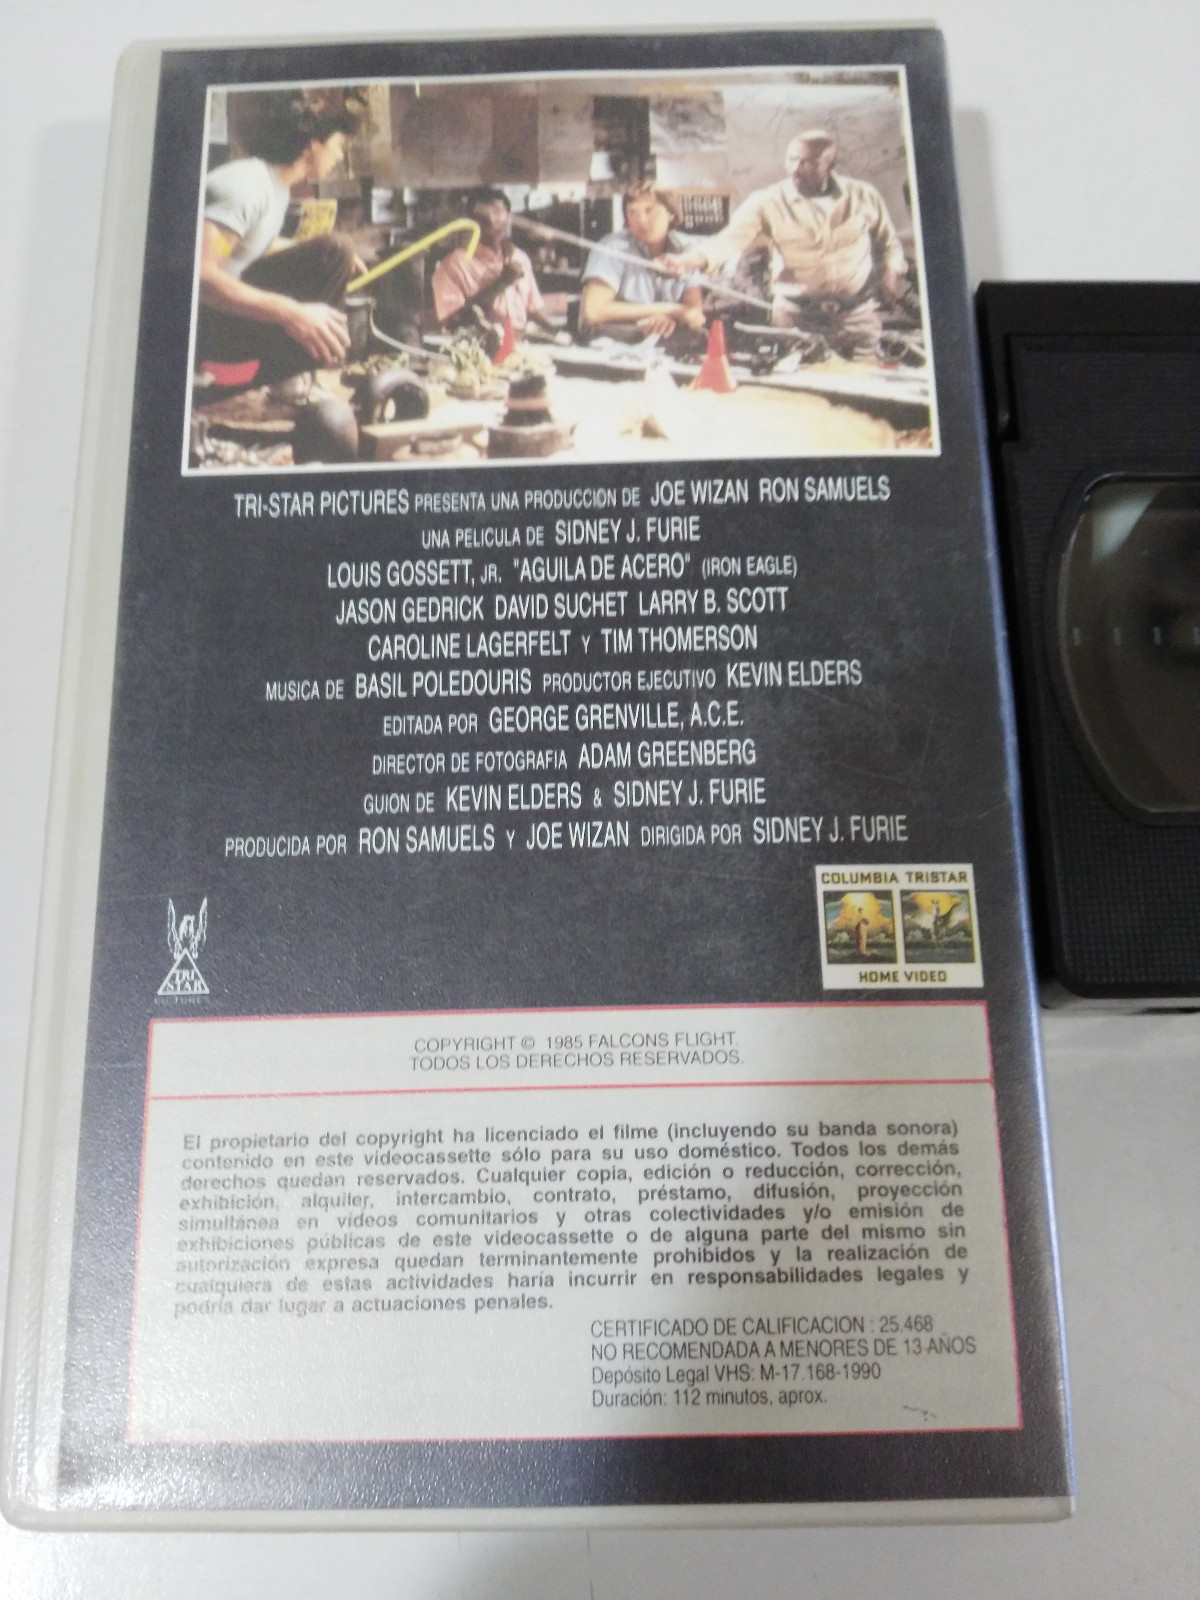 TRI-STAR PICTURES PRESENTA UNA PRODUCCION DE JOE WIZAN RON SAMUELS
UNA PELICULA DE SIDNEY J. FURIE
LOUIS GOSSETT, JR. "AGUILA DE ACERO" (IRON EAGLE)
JASON GEDRICK DAVID SUCHET LARRY B. SCOTT
CAROLINE LAGERFELT Y TIM THOMERSON
MUSICA DE BASIL POLEDOURIS PRODUCTOR EJECUTIVO KEVIN ELDERS
EDITADA POR GEORGE GRENVILLE, A.C.E.
DIRECTOR DE FOTOGRAFIA ADAM GREENBERG
GUION DE KEVIN ELDERS & SIDNEY J. FURIE
PRODUCIDA POR RON SAMUELS Y JOE WIZAN DIRIGIDA POR SIDNEY J. FURIE
COLUMBIA TRISTAR
HOME VIDEO
TRI
STAR
PICTURES
COPYRIGHT © 1985 FALCONS FLIGHT.
TODOS LOS DERECHOS RESERVADOS.
El propietario del copyright ha licenciado el filme (incluyendo su banda sonora)
contenido en este videocassette sólo para su uso doméstico. Todos los demás
derechos quedan reservados. Cualquier copia, edición o reducción, corrección,
exhibición, alquiler, intercambio, contrato, préstamo, difusión, proyección
simultánea en vídeos comunitarios y otras colectividades y/o emisión de
exhibiciones públicas de este videocassette o de alguna parte del mismo sin
autorización expresa quedan terminantemente prohibidos y la realización de
cualquiera de estas actividades haría incurrir en responsabilidades legales y
podría dar lugar a actuaciones penales.
CERTIFICADO DE CALIFICACION : 25.468
NO RECOMENDADA A MENORES DE 13 AÑOS
Depósito Legal VHS: M-17.168-1990
Duración: 112 minutos, aprox.